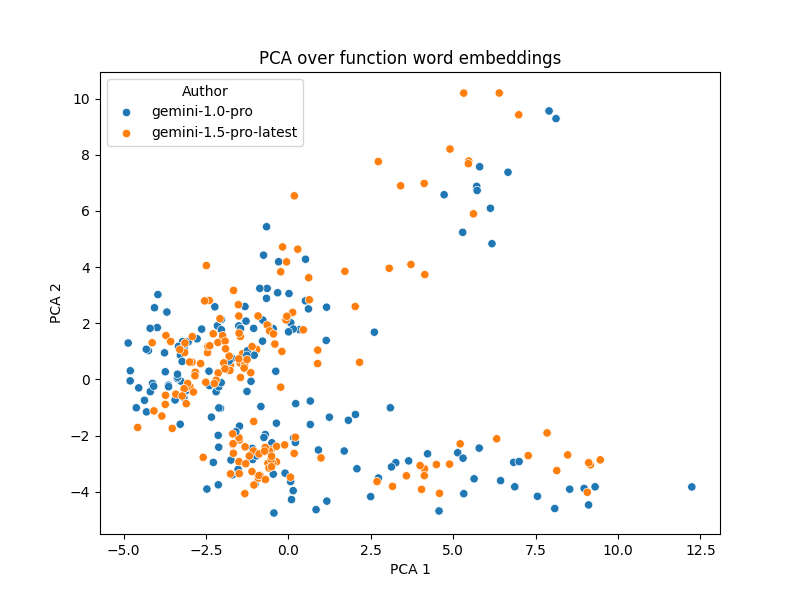 PCA over function word embeddings
Author
gemini-1.0-pro
gemini-1.5-pro-latest
PCA 2
10
8
6
4
2
0
−2
−4
−5.0 −2.5 0.0 2.5 5.0 7.5 10.0 12.5
PCA 1